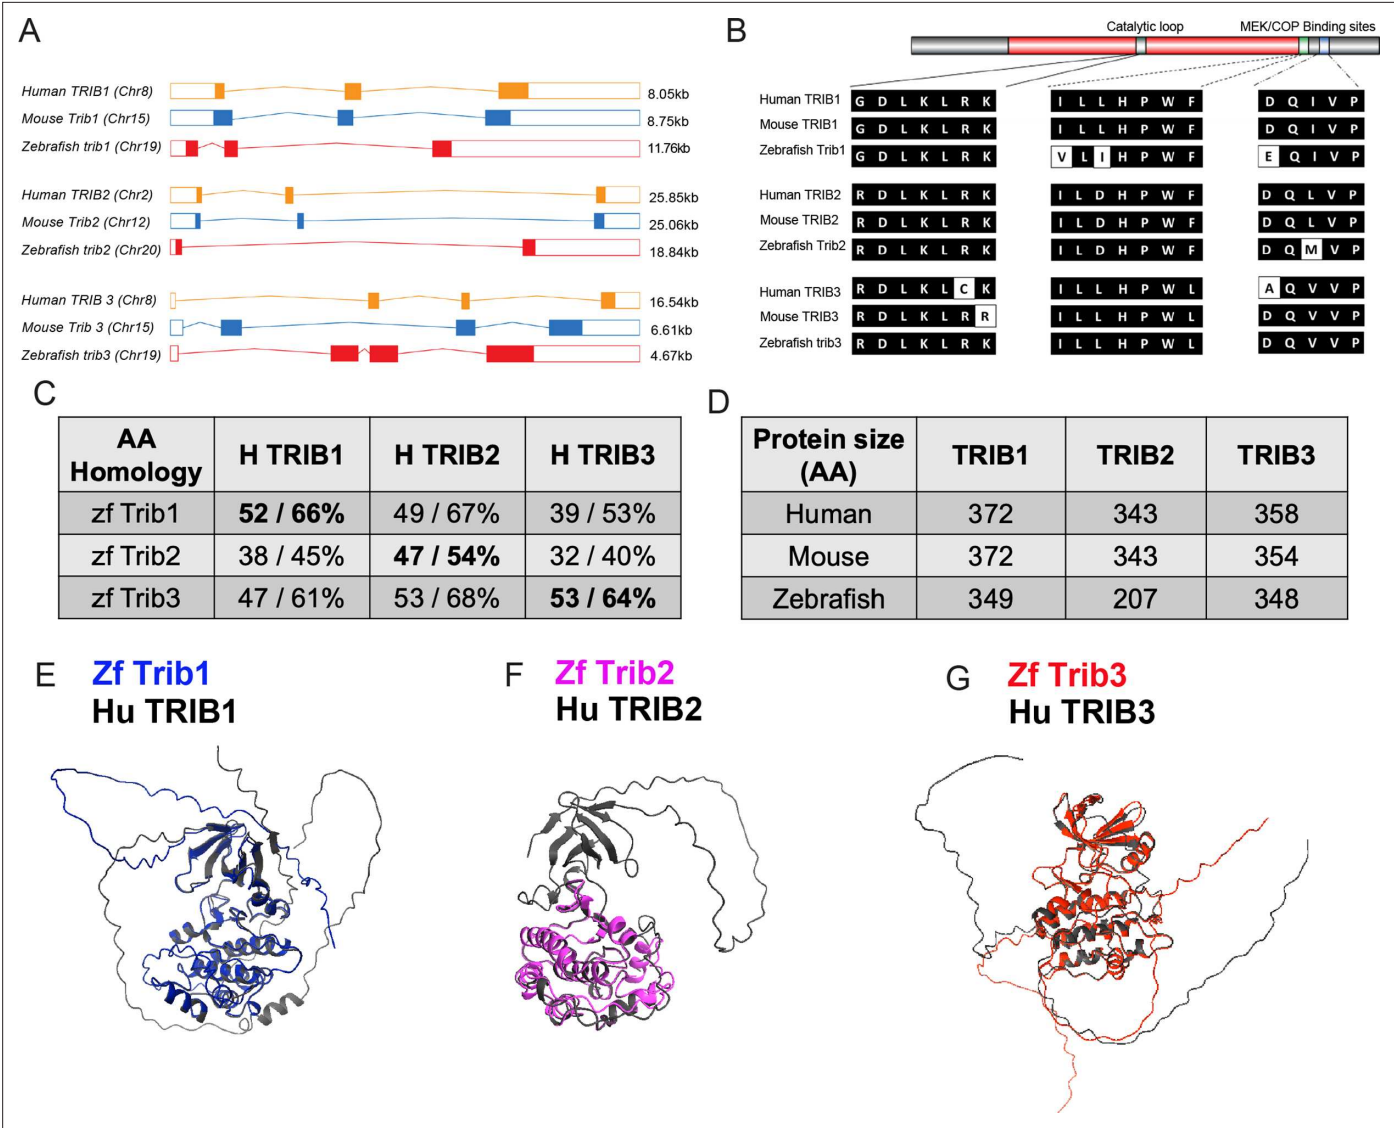 A
Human TRIB1 (Chr8) 8.05kb
Mouse Trib1 (Chr15) 8.75kb
Zebrafish trib1 (Chr19) 11.76kb
Human TRIB2 (Chr2) 25.85kb
Mouse Trib2 (Chr12) 25.06kb
Zebrafish trib2 (Chr20) 18.84kb
Human TRIB 3 (Chr8) 16.54kb
Mouse Trib 3 (Chr15) 6.61kb
Zebrafish trib3 (Chr19) 4.67kb
B
Catalytic loop MEK/COP Binding sites
Human TRIB1 G D L K L R K I L L H P W F D Q I V P
Mouse TRIB1 G D L K L R K I L L H P W F D Q I V P
Zebrafish Trib1 G D L K L R K V L I H P W F E Q I V P
Human TRIB2 R D L K L R K I L D H P W F D Q L V P
Mouse TRIB2 R D L K L R K I L D H P W F D Q L V P
Zebrafish Trib2 R D L K L R K I L D H P W F D Q M V P
Human TRIB3 R D L K L C K I L L H P W L A Q V V P
Mouse TRIB3 R D L K L R R I L L H P W L D Q V V P
Zebrafish trib3 R D L K L R K I L L H P W L D Q V V P
C
AA Homology H TRIB1 H TRIB2 H TRIB3
zf Trib1 52 / 66% 49 / 67% 39 / 53%
zf Trib2 38 / 45% 47 / 54% 32 / 40%
zf Trib3 47 / 61% 53 / 68% 53 / 64%
D
Protein size (AA) TRIB1 TRIB2 TRIB3
Human 372 343 358
Mouse 372 343 354
Zebrafish 349 207 348
E
Zf Trib1
Hu TRIB1
F
Zf Trib2
Hu TRIB2
G
Zf Trib3
Hu TRIB3